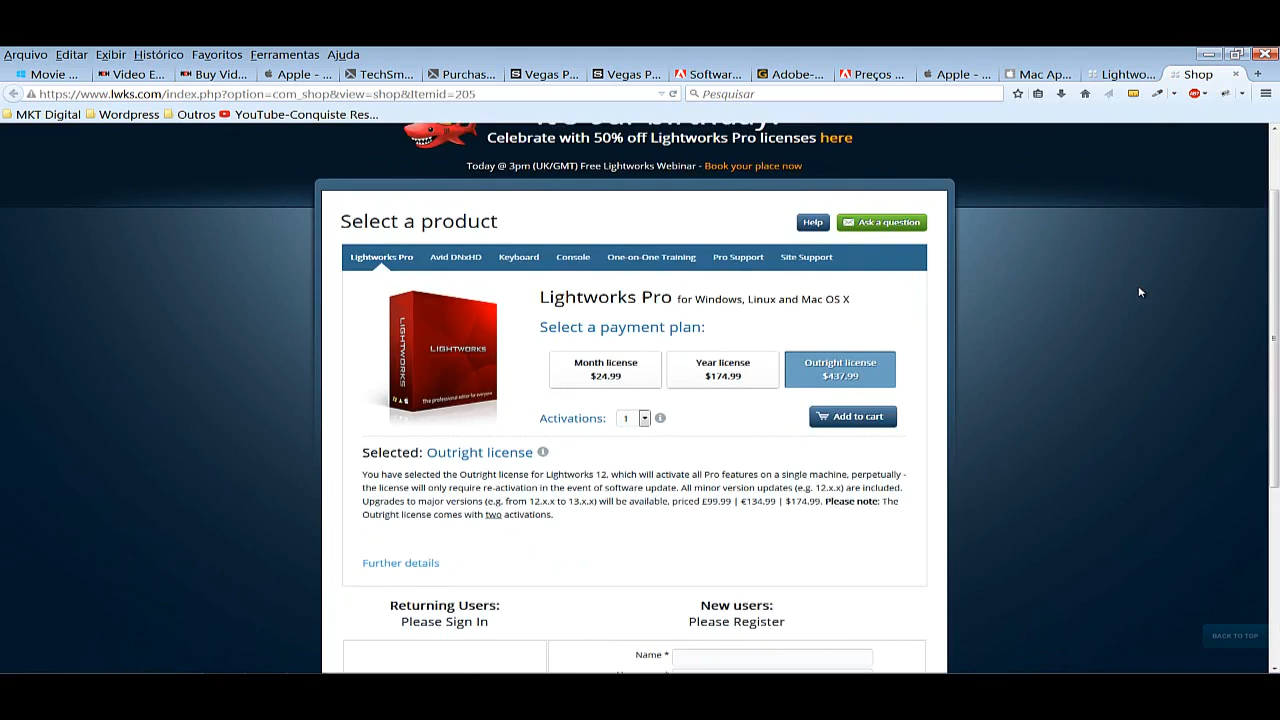 Arquivo Editar Exibir Histórico Favoritos Ferramentas Ajuda
Movie ... Video E... Buy Vid... Apple - ... TechSm... Purchas... Vegas P... Vegas P... Softwar... Adobe-... Preços ... Apple - ... Mac Ap... Lightwo... Shop
https://www.lwks.com/index.php?option=com_shop&view=shop&Itemid=205 Pesquisar
MKT Digital Wordpress Outros YouTube-Conquiste Res...
Celebrate with 50% off Lightworks Pro licenses here
Today @ 3pm (UK/GMT) Free Lightworks Webinar - Book your place now
Select a product Help Ask a question
Lightworks Pro Avid DNxHD Keyboard Console One-on-One Training Pro Support Site Support
Lightworks Pro for Windows, Linux and Mac OS X
Select a payment plan:
LIGHTWORKS
LIGHTWORKS
The professional editor for everyone
Month license Year license Outright license
$24.99 $174.99 $437.99
Activations: 1 Add to cart
Selected: Outright license
You have selected the Outright license for Lightworks 12, which will activate all Pro features on a single machine, perpetually -
the license will only require re-activation in the event of software update. All minor version updates (e.g. 12.x.x) are included.
Upgrades to major versions (e.g. from 12.x.x to 13.x.x) will be available, priced £99.99 | €134.99 | $174.99. Please note: The
Outright license comes with two activations.
Further details
Returning Users: New users:
Please Sign In Please Register
BACK TO TOP
Name *